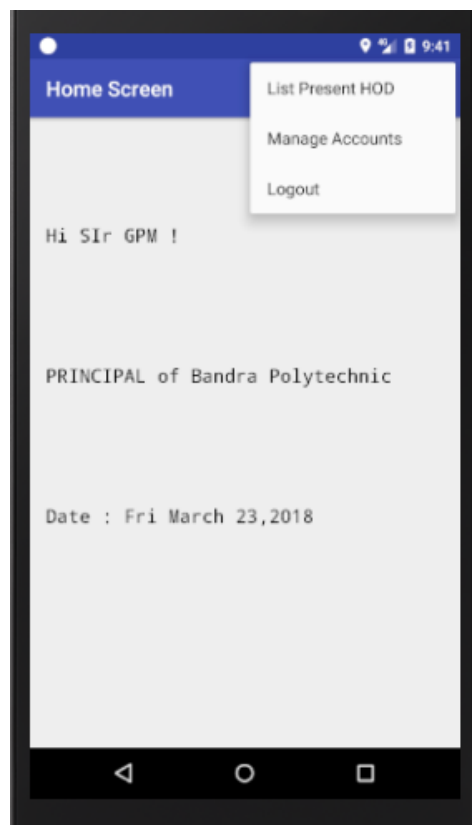 9:41
Home Screen
List Present HOD
Manage Accounts
Logout
Hi SIr GPM !
PRINCIPAL of Bandra Polytechnic
Date : Fri March 23,2018